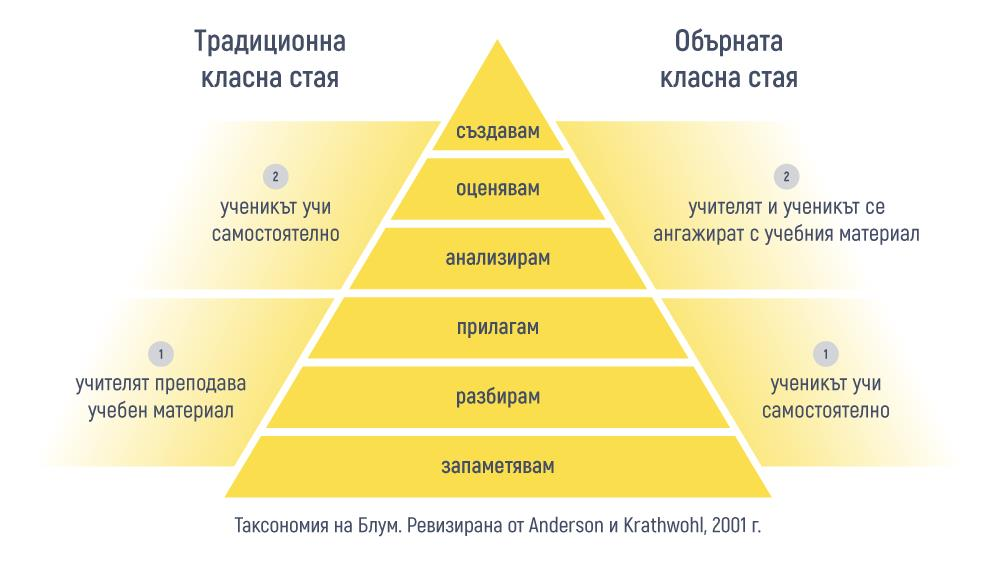 Традиционна
класна стая
Обърната
класна стая
създавам
оценявам
анализирам
прилагам
разбирам
запаметявам
2
ученикът учи
самостоятелно
1
учителят преподава
учебен материал
2
учителят и ученикът се
ангажират с учебния материал
1
ученикът учи
самостоятелно
Таксономия на Блум. Ревизирана от Anderson и Krathwohl, 2001 г.